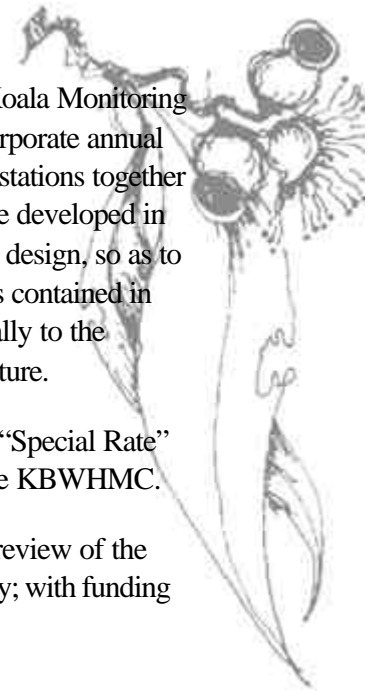 Koala Monitoring
rporate annual
stations together
e developed in
design, so as to
s contained in
ally to the
ture.
“Special Rate”
e KBWHMC.
review of the
y; with funding